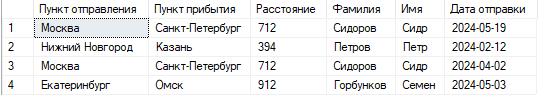 Пункт отправления Пункт прибытия Расстояние Фамилия Имя Дата отправки
1 Москва Санкт-Петербург 712 Сидоров Сидр 2024-05-19
2 Нижний Новгород Казань 394 Петров Петр 2024-02-12
3 Москва Санкт-Петербург 712 Сидоров Сидр 2024-04-02
4 Екатеринбург Омск 912 Горбунков Семен 2024-05-03